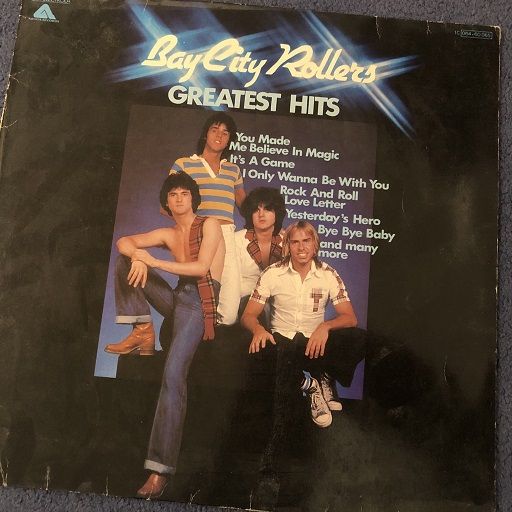 Bay City Rollers
GREATEST HITS
You Made
Me Believe In Magic
It's A Game
I Only Wanna Be With You
Rock And Roll
Love Letter
Yesterday's Hero
Bye Bye Baby
and many
more
T